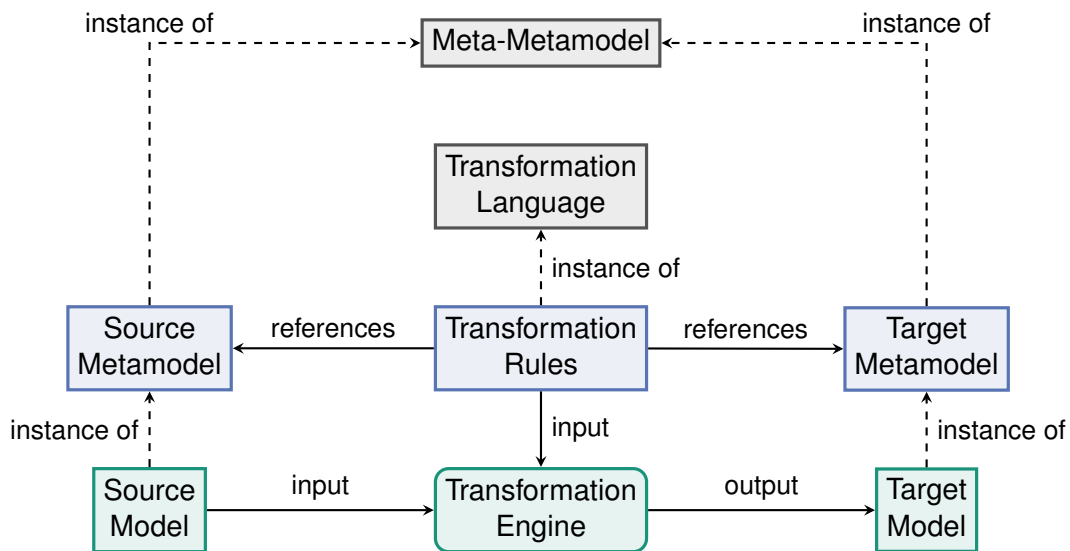 instance of
Meta-Metamodel
instance of
Transformation
Language
instance of
Source
Metamodel
references
Transformation
Rules
references
Target
Metamodel
instance of
input
instance of
Source
Model
input
Transformation
Engine
output
Target
Model